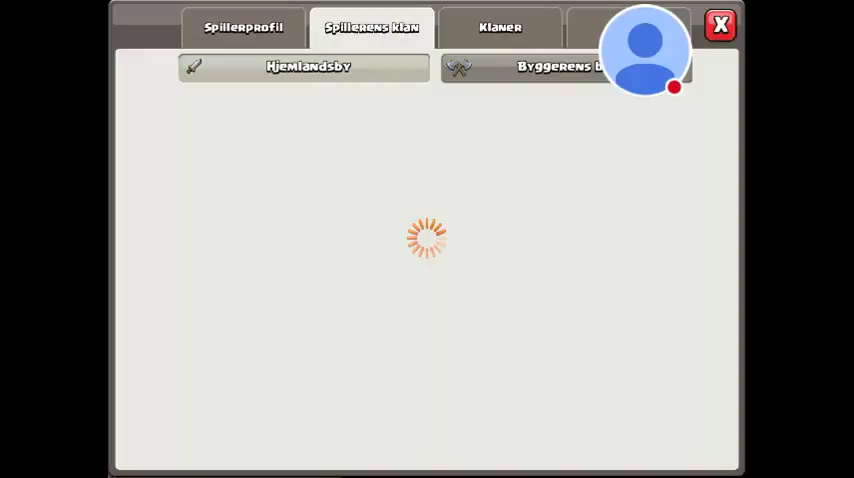 Spillerprofil
Spillerens klan
Klaner
X
Hjemlandsby
Byggerens